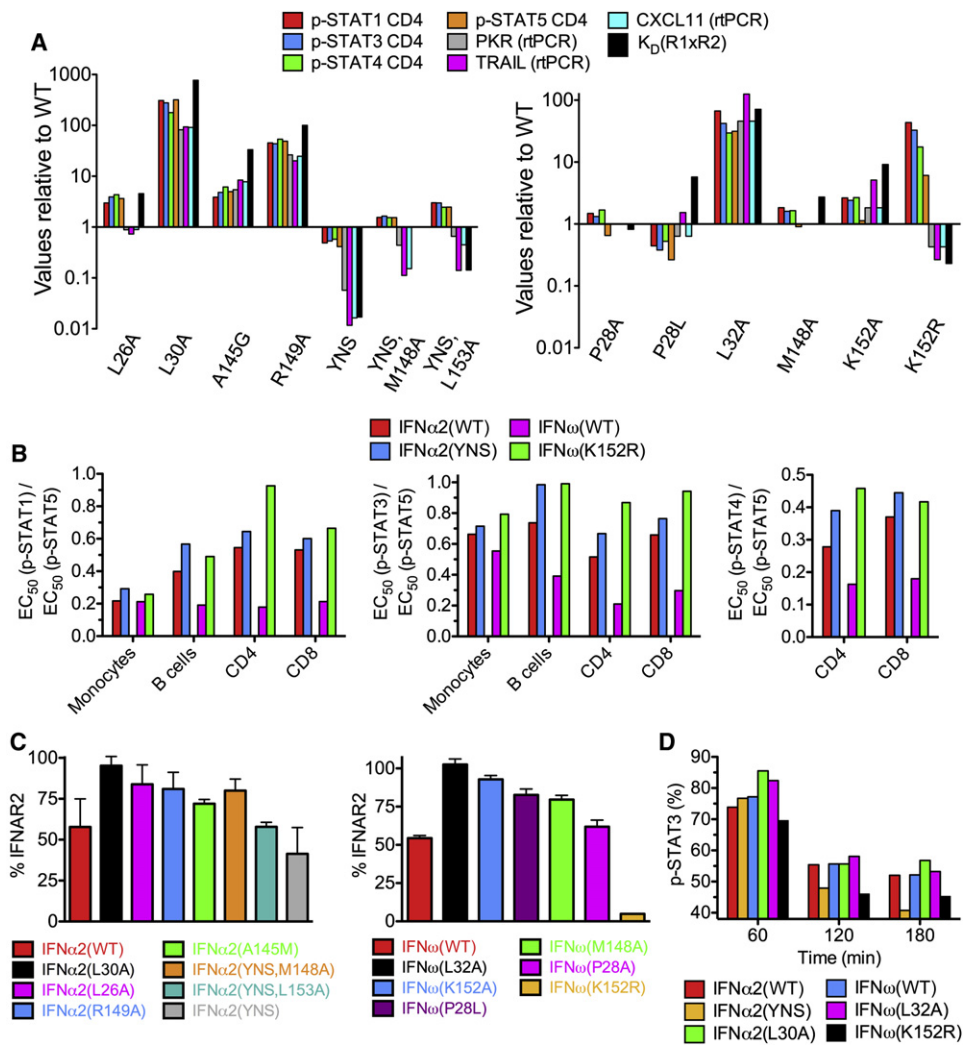 A
p-STAT1 CD4
p-STAT3 CD4
p-STAT4 CD4
p-STAT5 CD4
PKR (rtPCR)
TRAIL (rtPCR)
CXCL11 (rtPCR)
K_D(R1xR2)
Values relative to WT
1000
100
10
1
0.1
0.01
L26A
L30A
A145G
R149A
YNS
YNS, M148A
YNS, L153A
Values relative to WT
100
10
1
0.1
0.01
P28A
P28L
L32A
M148A
K152A
K152R
B
IFNα2(WT)
IFNα2(YNS)
IFNω(WT)
IFNω(K152R)
EC50 (p-STAT1) /
EC50 (p-STAT5)
1.0
0.8
0.6
0.4
0.2
0.0
Monocytes
B cells
CD4
CD8
EC50 (p-STAT3) /
EC50 (p-STAT5)
1.0
0.8
0.6
0.4
0.2
0.0
Monocytes
B cells
CD4
CD8
EC50 (p-STAT4) /
EC50 (p-STAT5)
0.5
0.4
0.3
0.2
0.1
0.0
CD4
CD8
C
% IFNAR2
100
75
50
25
0
IFNα2(WT)
IFNα2(L30A)
IFNα2(L26A)
IFNα2(R149A)
IFNα2(A145M)
IFNα2(YNS,M148A)
IFNα2(YNS,L153A)
IFNα2(YNS)
% IFNAR2
100
75
50
25
0
IFNω(WT)
IFNω(L32A)
IFNω(K152A)
IFNω(P28L)
IFNω(M148A)
IFNω(P28A)
IFNω(K152R)
D
p-STAT3 (%)
90
80
70
60
50
40
60
120
180
Time (min)
IFNα2(WT)
IFNα2(YNS)
IFNα2(L30A)
IFNω(WT)
IFNω(L32A)
IFNω(K152R)